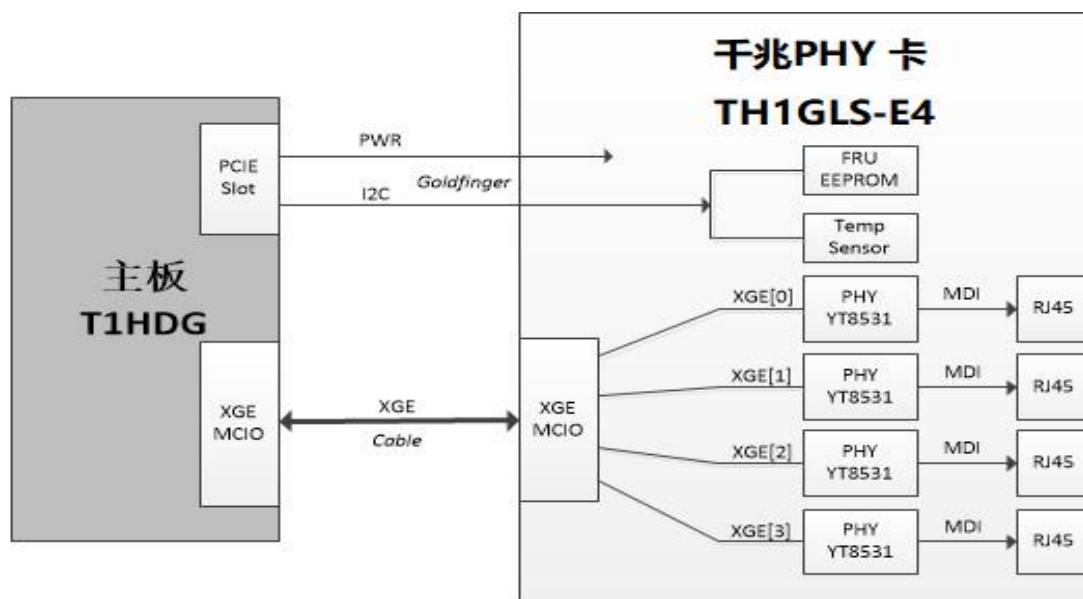 千兆PHY 卡
TH1GLS-E4
PCIE
Slot
PWR
Goldfinger
I2C
FRU
EEPROM
Temp
Sensor
主板
T1HDG
XGE
MCIO
XGE
Cable
XGE
MCIO
XGE[0]
PHY
YT8531
MDI
RJ45
XGE[1]
PHY
YT8531
MDI
RJ45
XGE[2]
PHY
YT8531
MDI
RJ45
XGE[3]
PHY
YT8531
MDI
RJ45